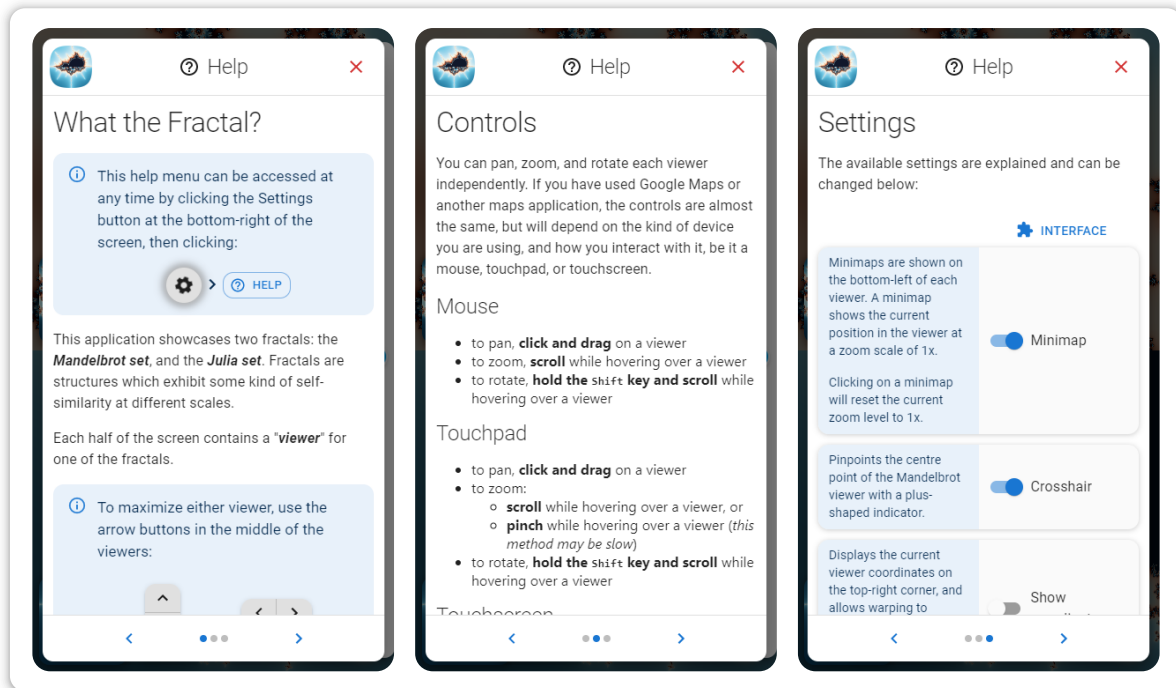 Help
What the Fractal?
This help menu can be accessed at
any time by clicking the Settings
button at the bottom-right of the
screen, then clicking:
HELP
This application showcases two fractals: the
Mandelbrot set, and the Julia set. Fractals are
structures which exhibit some kind of self-
similarity at different scales.
Each half of the screen contains a "viewer" for
one of the fractals.
To maximize either viewer, use the
arrow buttons in the middle of the
viewers:
Help
Controls
You can pan, zoom, and rotate each viewer
independently. If you have used Google Maps or
another maps application, the controls are almost
the same, but will depend on the kind of device
you are using, and how you interact with it, be it a
mouse, touchpad, or touchscreen.
Mouse
to pan, click and drag on a viewer
to zoom, scroll while hovering over a viewer
to rotate, hold the Shift key and scroll while
hovering over a viewer
Touchpad
to pan, click and drag on a viewer
to zoom:
scroll while hovering over a viewer, or
pinch while hovering over a viewer (this
method may be slow)
to rotate, hold the Shift key and scroll while
hovering over a viewer
Touchscreen
Help
Settings
The available settings are explained and can be
changed below:
INTERFACE
Minimaps are shown on
the bottom-left of each
viewer. A minimap
shows the current
position in the viewer at
a zoom scale of 1x.
Clicking on a minimap
will reset the current
zoom level to 1x.
Minimap
Pinpoints the centre
point of the Mandelbrot
viewer with a plus-
shaped indicator.
Crosshair
Displays the current
viewer coordinates on
the top-right corner, and
allows warping to
Show